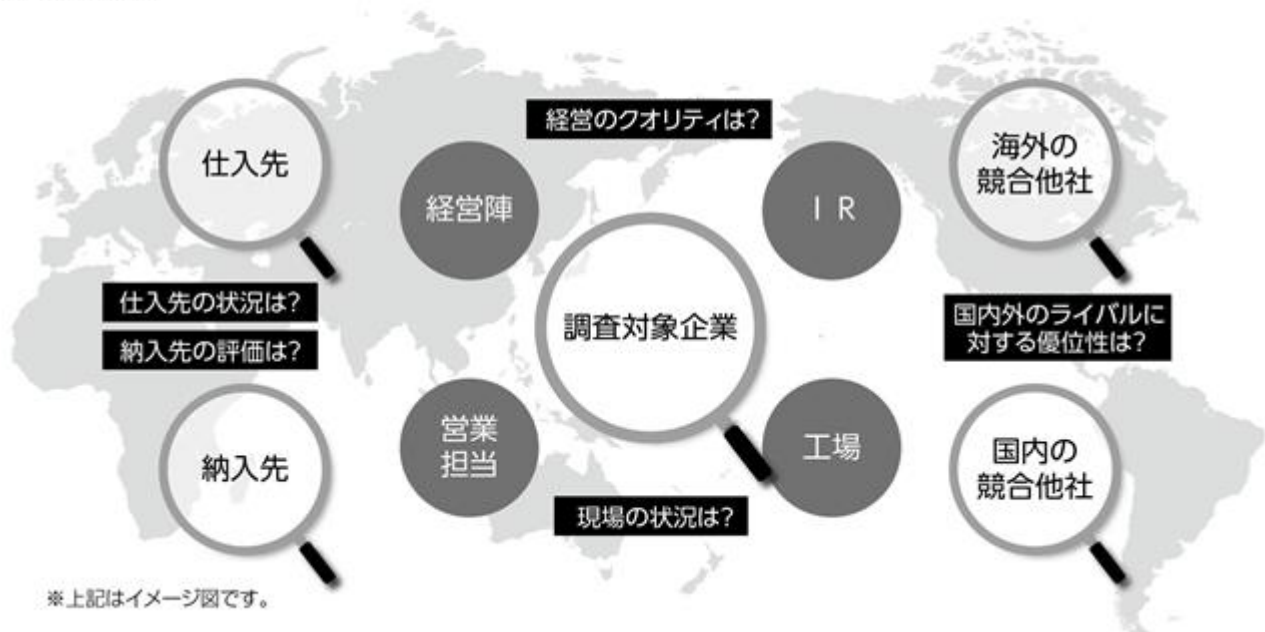 経営のクオリティは?
仕入先
経営陣
I R
海外の
競合他社
仕入先の状況は?
納入先の評価は?
調査対象企業
国内外のライバルに
対する優位性は?
納入先
営業
担当
工場
国内の
競合他社
現場の状況は?
※上記はイメージ図です。